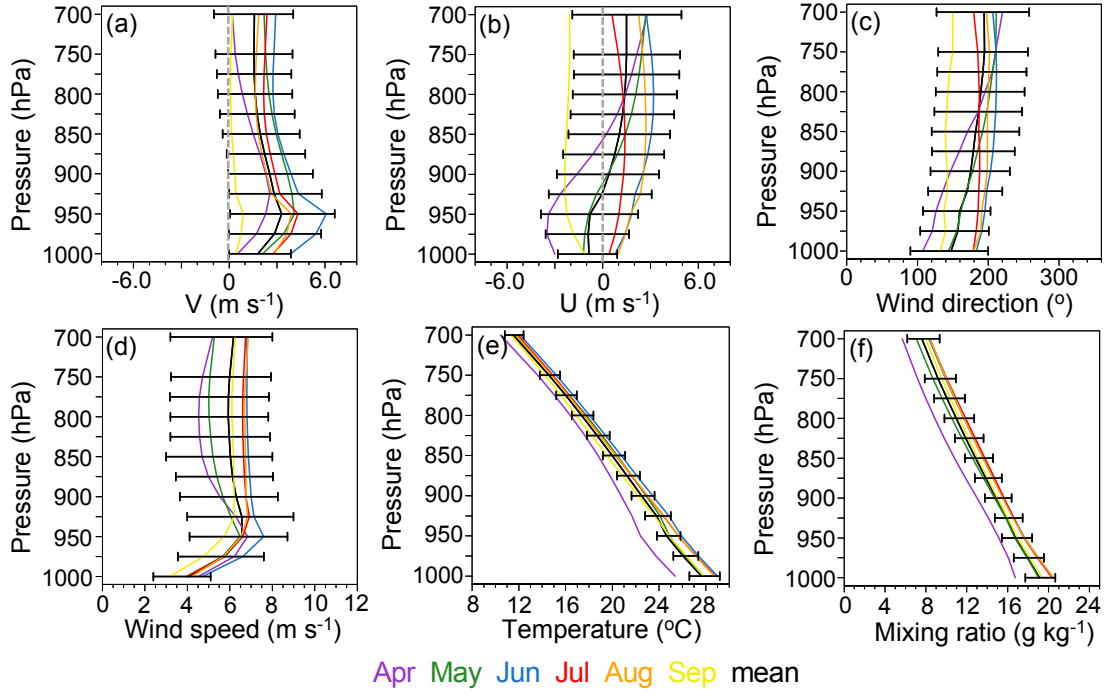 (a)
700
750
800
850
900
950
1000
Pressure (hPa)
-6.0 0 6.0
V (m s-1)
(b)
700
750
800
850
900
950
1000
Pressure (hPa)
-6.0 0 6.0
U (m s-1)
(c)
700
750
800
850
900
950
1000
Pressure (hPa)
0 100 200 300
Wind direction (o)
(d)
700
750
800
850
900
950
1000
Pressure (hPa)
0 2 4 6 8 10 12
Wind speed (m s-1)
(e)
700
750
800
850
900
950
1000
Pressure (hPa)
8 12 16 20 24 28
Temperature (oC)
(f)
700
750
800
850
900
950
1000
Pressure (hPa)
0 4 8 12 16 20 24
Mixing ratio (g kg-1)
Apr May Jun Jul Aug Sep mean